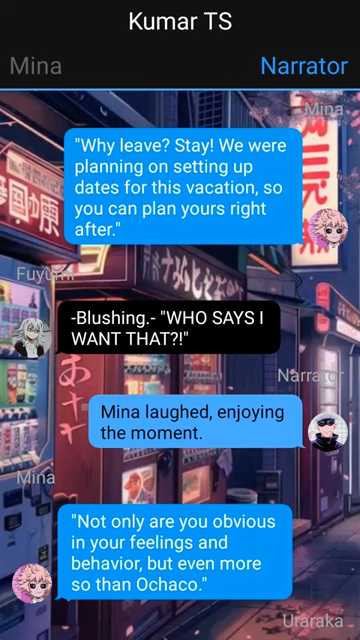 Kumar TS
Mina
Narrator
Mina
"Why leave? Stay! We were
planning on setting up
dates for this vacation, so
you can plan yours right
after."
Fuyumi
-Blushing.- "WHO SAYS I
WANT THAT?!"
Narrator
Mina laughed, enjoying
the moment.
Mina
"Not only are you obvious
in your feelings and
behavior, but even more
so than Ochaco."
Uraraka